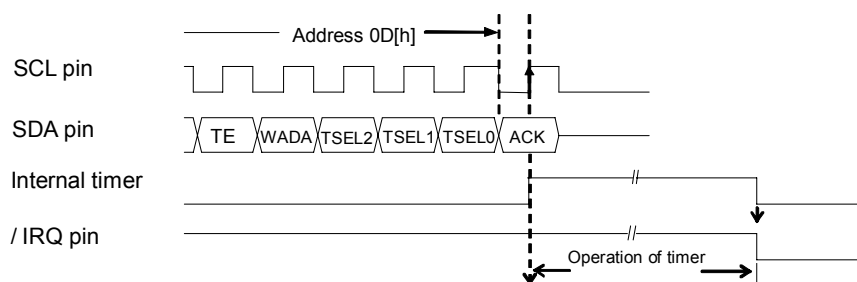 Address 0D[h]
SCL pin
SDA pin
TE WADA TSEL2 TSEL1 TSEL0 ACK
Internal timer
/ IRQ pin
Operation of timer